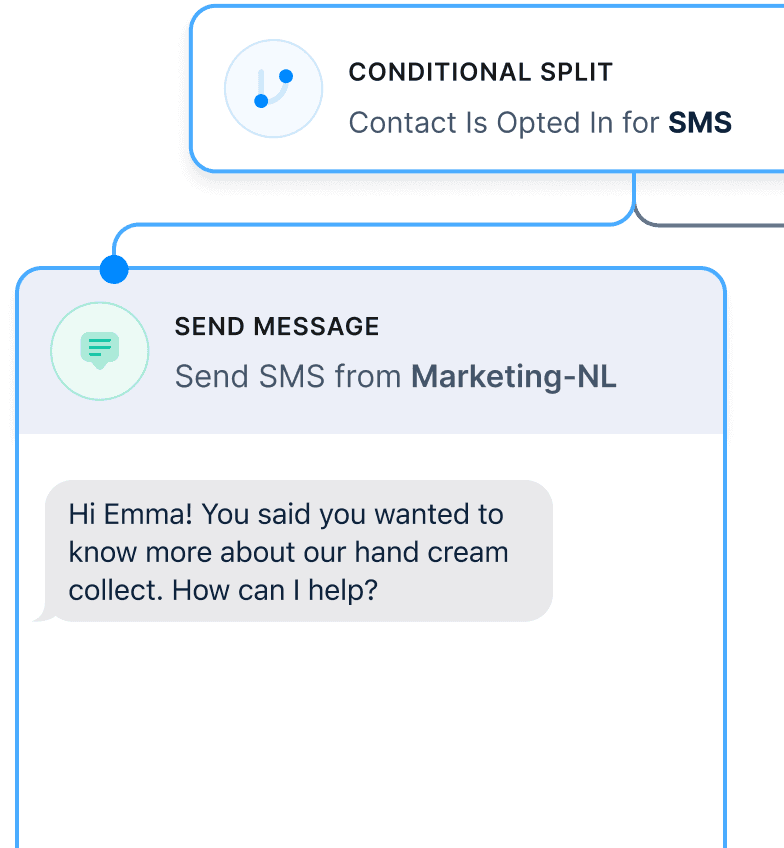 CONDITIONAL SPLIT
Contact Is Opted In for SMS
SEND MESSAGE
Send SMS from Marketing-NL
Hi Emma! You said you wanted to
know more about our hand cream
collect. How can I help?